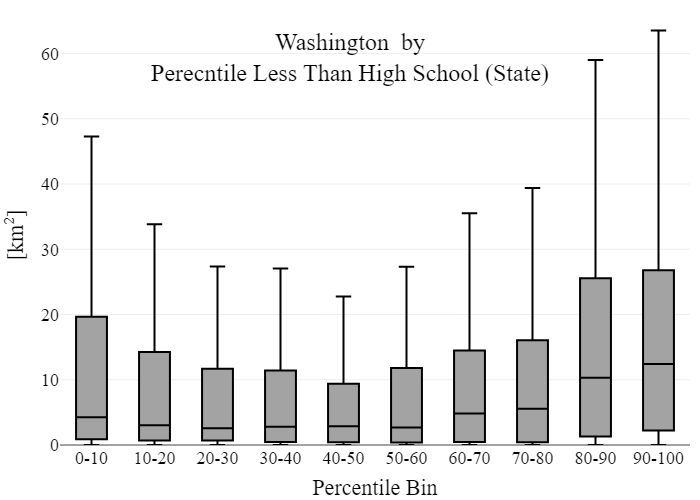 Washington by
Perecntile Less Than High School (State)
[km²]
60
50
40
30
20
10
0
0-10 10-20 20-30 30-40 40-50 50-60 60-70 70-80 80-90 90-100
Percentile Bin